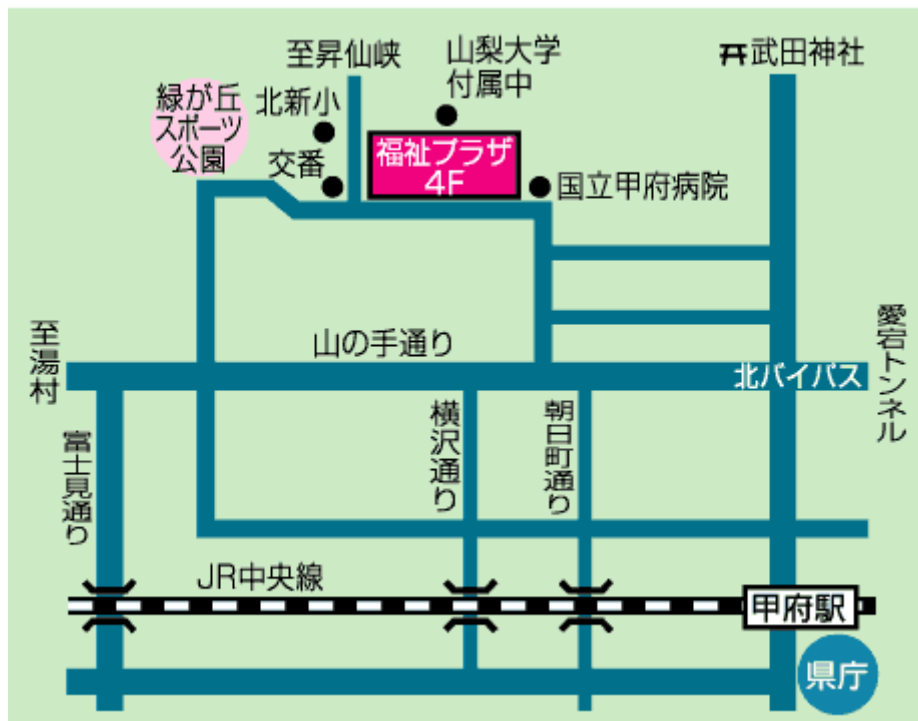 至昇仙峡
山梨大学
付属中
武田神社
緑が丘
スポーツ
公園
北新小
交番
福祉プラザ
4F
国立甲府病院
至湯村
山の手通り
北バイパス
愛宕トンネル
富士見通り
横沢通り
朝日町通り
JR中央線
甲府駅
県庁